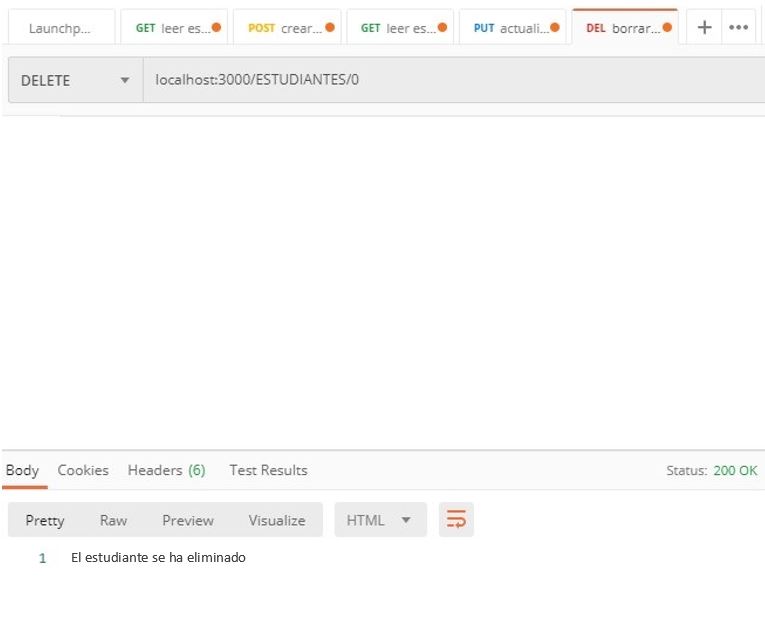 Launchp... GET leer es... POST crear... GET leer es... PUT actuali... DEL borrar... + •••
DELETE localhost:3000/ESTUDIANTES/0
Body Cookies Headers (6) Test Results Status: 200 OK
Pretty Raw Preview Visualize HTML
1 El estudiante se ha eliminado